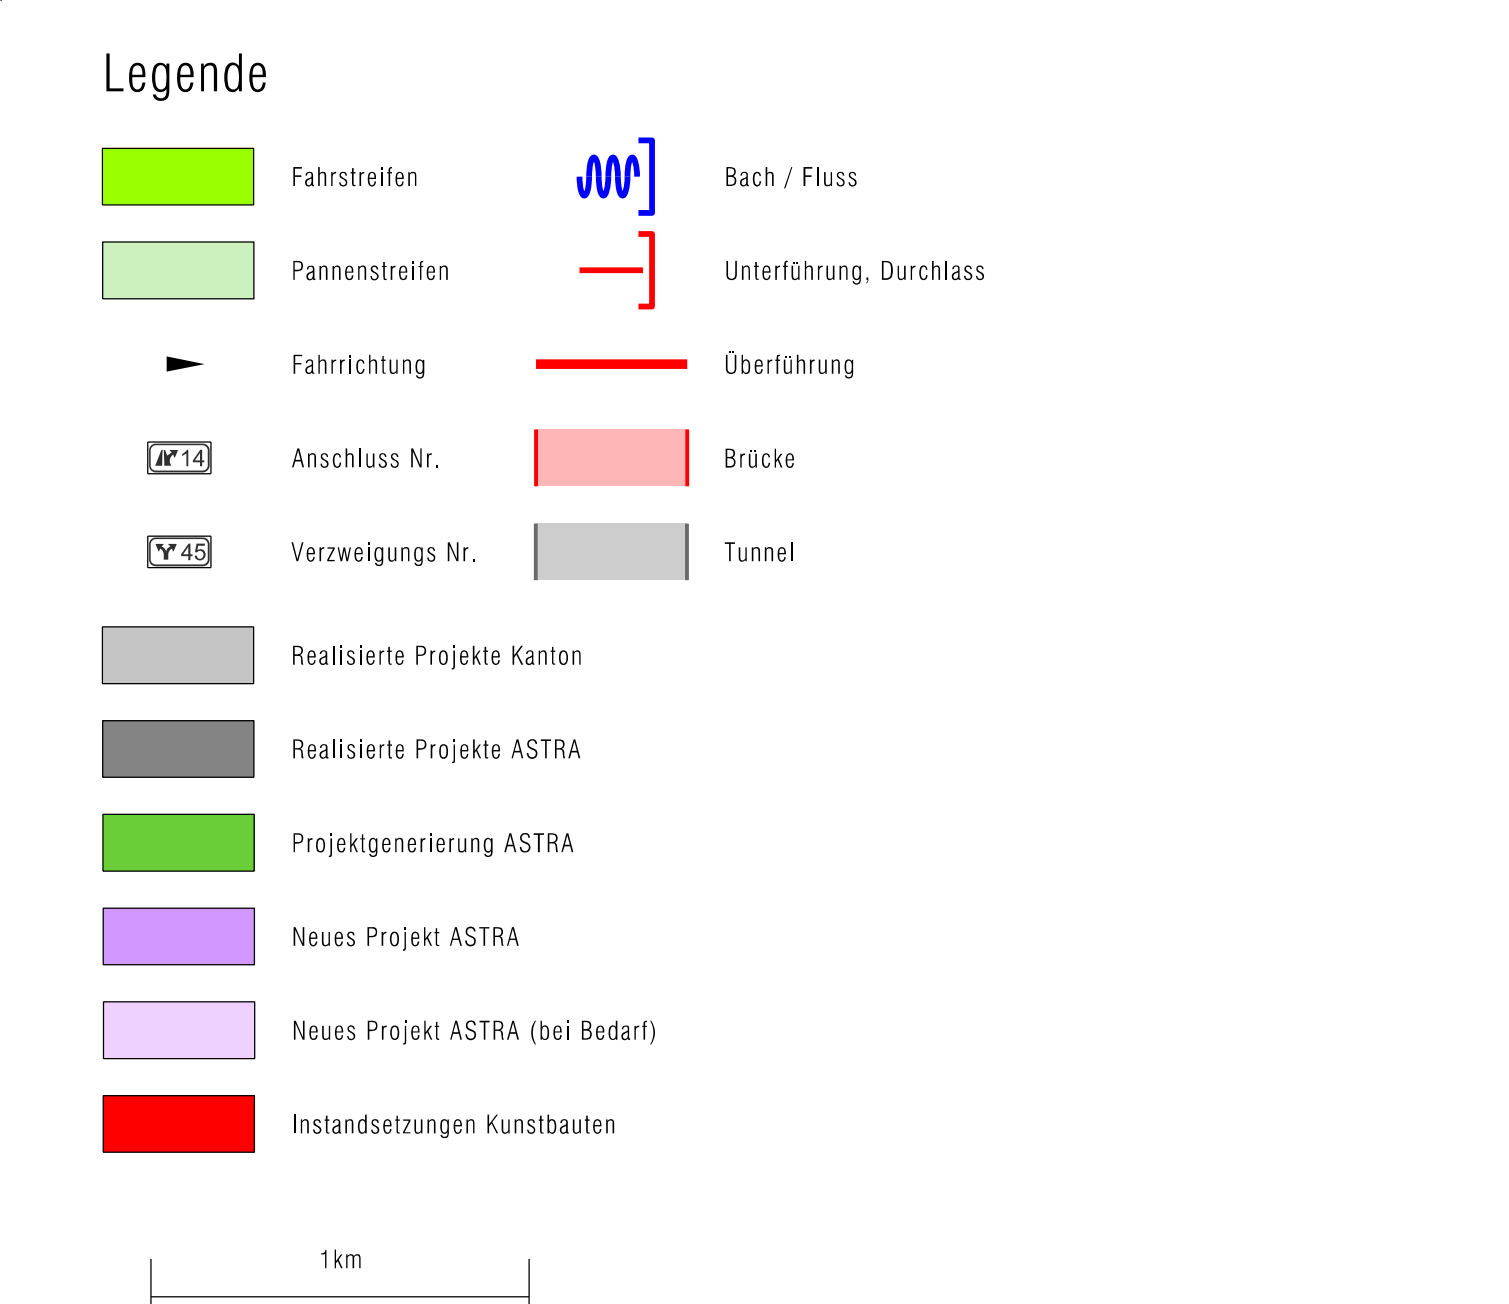 Legende
Fahrstreifen
Bach / Fluss
Pannenstreifen
Unterführung, Durchlass
Fahrrichtung
Überführung
14
Anschluss Nr.
Brücke
45
Verzweigungs Nr.
Tunnel
Realisierte Projekte Kanton
Realisierte Projekte ASTRA
Projektgenerierung ASTRA
Neues Projekt ASTRA
Neues Projekt ASTRA (bei Bedarf)
Instandsetzungen Kunstbauten
1km